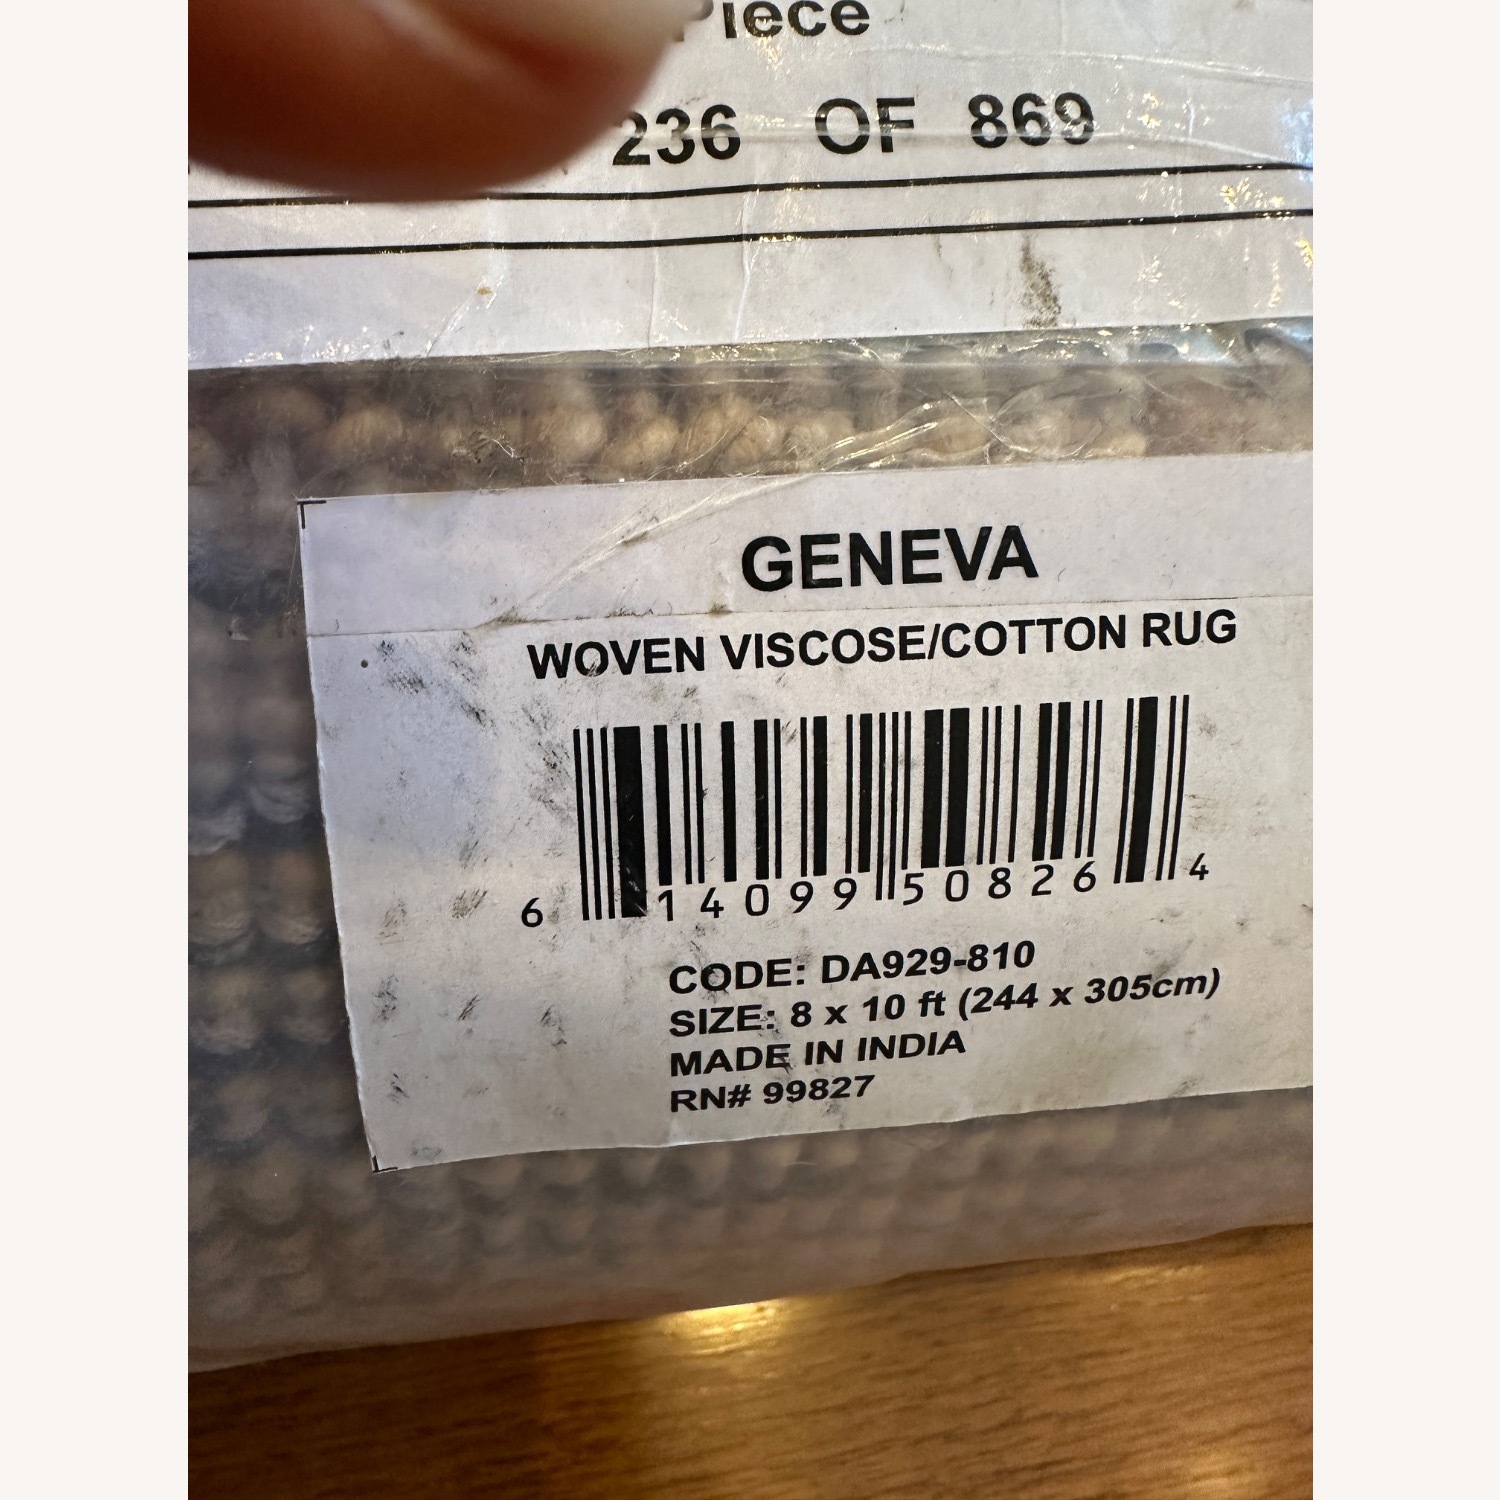 Piece
236 OF 869
GENEVA
WOVEN VISCOSE/COTTON RUG
6 14099 50826 4
CODE: DA929-810
SIZE: 8 x 10 ft (244 x 305cm)
MADE IN INDIA
RN# 99827